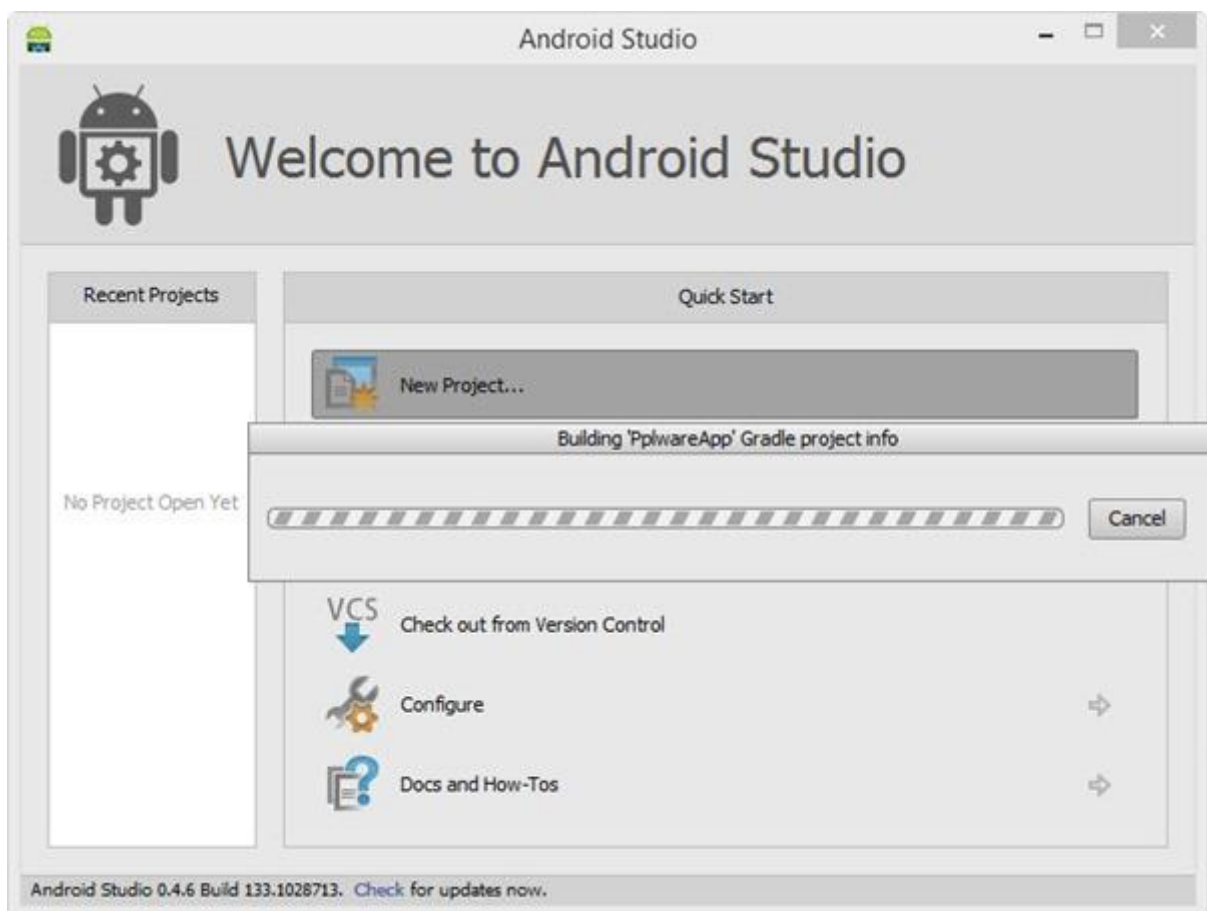 Android Studio
Welcome to Android Studio
Recent Projects
Quick Start
New Project...
Building 'PplwareApp' Gradle project info
No Project Open Yet
Cancel
VCS
Check out from Version Control
Configure
Docs and How-Tos
Android Studio 0.4.6 Build 133.1028713. Check for updates now.